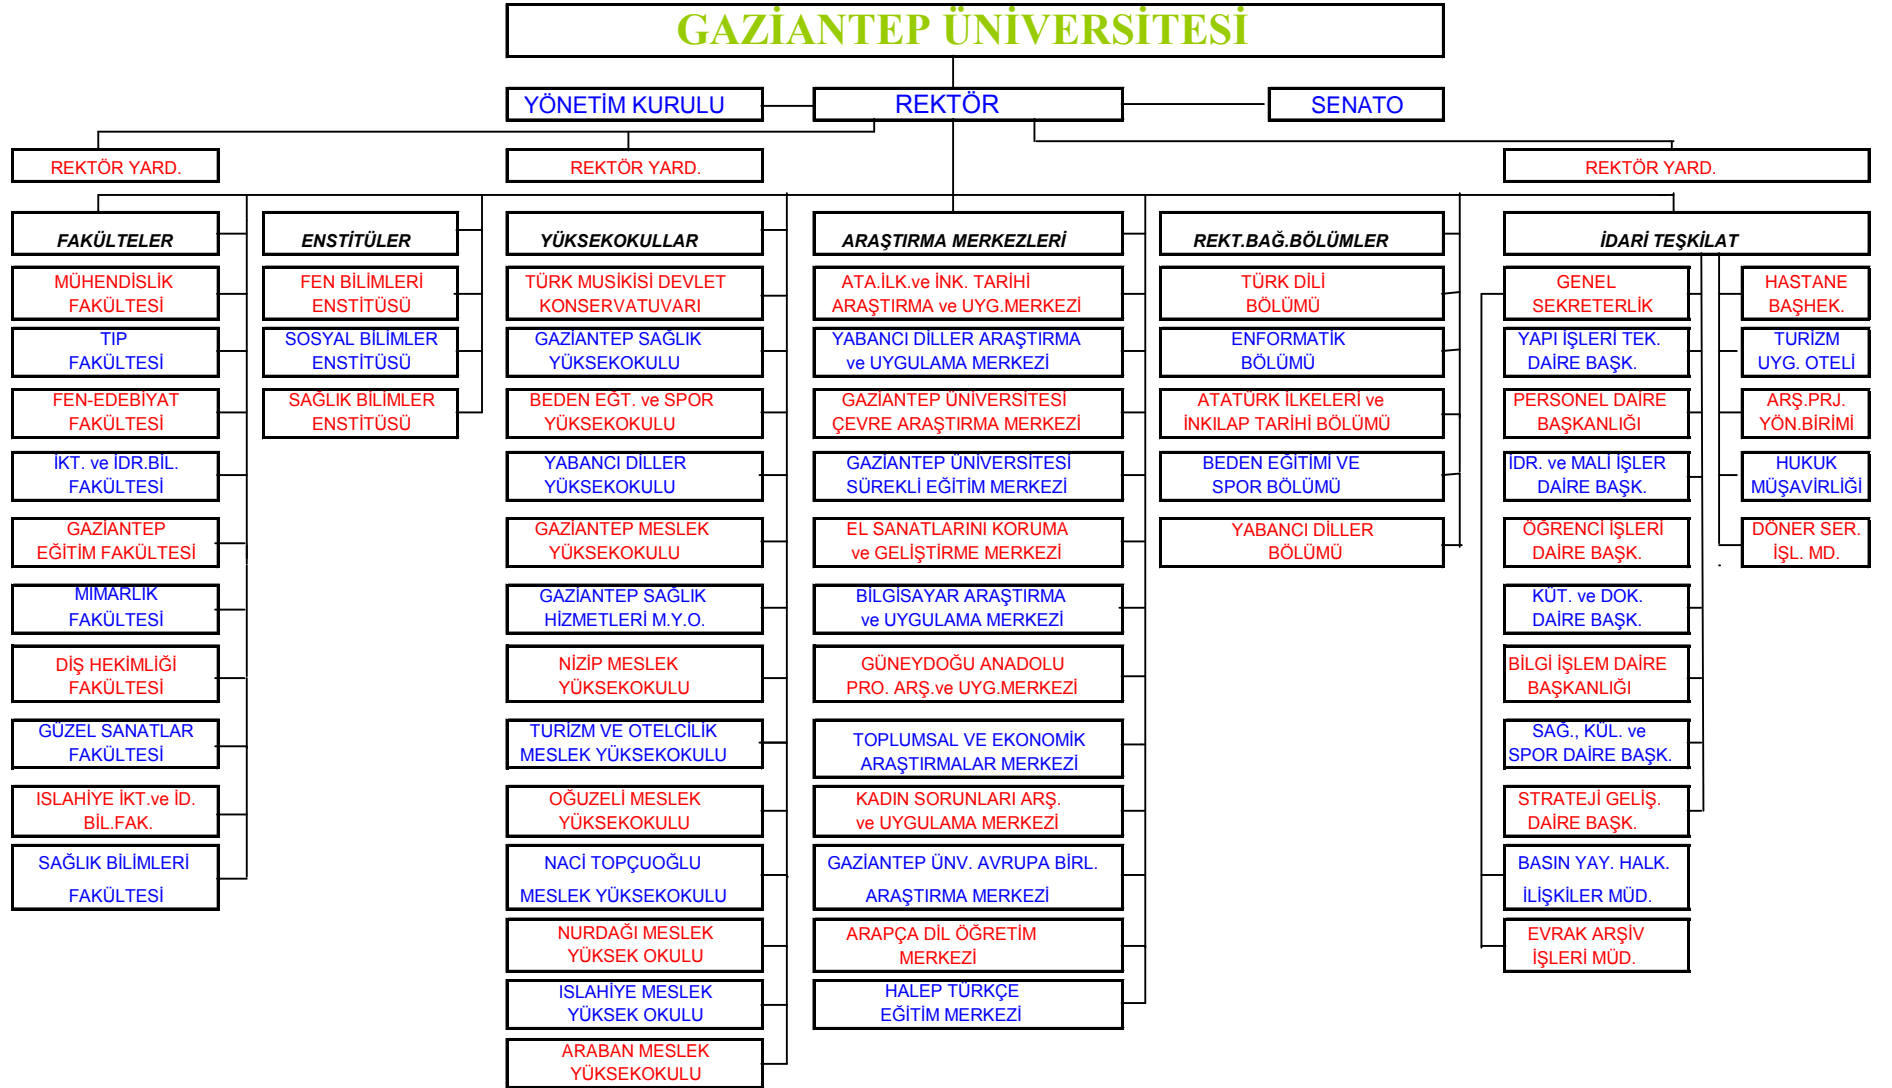 GAZİANTEP ÜNİVERSİTESİ
YÖNETİM KURULU
REKTÖR
SENATO
REKTÖR YARD.
REKTÖR YARD.
REKTÖR YARD.
FAKÜLTELER
MÜHENDİSLİK
FAKÜLTESİ
TIP
FAKÜLTESİ
FEN-EDEBİYAT
FAKÜLTESİ
İKT. ve İDR.BİL.
FAKÜLTESİ
GAZİANTEP
EĞİTİM FAKÜLTESİ
MİMARLIK
FAKÜLTESİ
DİŞ HEKİMLİĞİ
FAKÜLTESİ
GÜZEL SANATLAR
FAKÜLTESİ
ISLAHİYE İKT.ve İD.
BİL.FAK.
SAĞLIK BİLİMLERİ
FAKÜLTESİ
ENSTİTÜLER
FEN BİLİMLERİ
ENSTİTÜSÜ
SOSYAL BİLİMLER
ENSTİTÜSÜ
SAĞLIK BİLİMLER
ENSTİTÜSÜ
YÜKSEKOKULLAR
TÜRK MUSIKİSİ DEVLET
KONSERVATUVARI
GAZİANTEP SAĞLIK
YÜKSEKOKULU
BEDEN EĞT. ve SPOR
YÜKSEKOKULU
YABANCI DİLLER
YÜKSEKOKULU
GAZİANTEP MESLEK
YÜKSEKOKULU
GAZİANTEP SAĞLIK
HİZMETLERİ M.Y.O.
NİZİP MESLEK
YÜKSEKOKULU
TURİZM VE OTELCİLİK
MESLEK YÜKSEKOKULU
OĞUZELİ MESLEK
YÜKSEKOKULU
NACİ TOPÇUOĞLU
MESLEK YÜKSEKOKULU
NURDAĞI MESLEK
YÜKSEK OKULU
ISLAHİYE MESLEK
YÜKSEK OKULU
ARABAN MESLEK
YÜKSEKOKULU
ARAŞTIRMA MERKEZLERİ
ATA.İLK.ve İNK. TARİHİ
ARAŞTIRMA ve UYG.MERKEZİ
YABANCI DİLLER ARAŞTIRMA
ve UYGULAMA MERKEZİ
GAZİANTEP ÜNİVERSİTESİ
ÇEVRE ARAŞTIRMA MERKEZİ
GAZİANTEP ÜNİVERSİTESİ
SÜREKLİ EĞİTİM MERKEZİ
EL SANATLARINI KORUMA
ve GELİŞTİRME MERKEZİ
BİLGİSAYAR ARAŞTIRMA
ve UYGULAMA MERKEZİ
GÜNEYDOĞU ANADOLU
PRO. ARŞ.ve UYG.MERKEZİ
TOPLUMSAL VE EKONOMİK
ARAŞTIRMALAR MERKEZİ
KADIN SORUNLARI ARŞ.
ve UYGULAMA MERKEZİ
GAZİANTEP ÜNV. AVRUPA BİRL.
ARAŞTIRMA MERKEZİ
ARAPÇA DİL ÖĞRETİM
MERKEZİ
HALEP TÜRKÇE
EĞİTİM MERKEZİ
REKT.BAĞ.BÖLÜMLER
TÜRK DİLİ
BÖLÜMÜ
ENFORMATİK
BÖLÜMÜ
ATATÜRK İLKELERİ ve
İNKILAP TARİHİ BÖLÜMÜ
BEDEN EĞİTİMİ VE
SPOR BÖLÜMÜ
YABANCI DİLLER
BÖLÜMÜ
İDARİ TEŞKİLAT
GENEL
SEKRETERLİK
YAPI İŞLERİ TEK.
DAİRE BAŞK.
PERSONEL DAİRE
BAŞKANLIĞI
İDR. ve MALİ İŞLER
DAİRE BAŞK.
ÖĞRENCİ İŞLERİ
DAİRE BAŞK.
KÜT. ve DOK.
DAİRE BAŞK.
BİLGİ İŞLEM DAİRE
BAŞKANLIĞI
SAĞ., KÜL. ve
SPOR DAİRE BAŞK.
STRATEJİ GELİŞ.
DAİRE BAŞK.
BASIN YAY. HALK.
İLİŞKİLER MÜD.
EVRAK ARŞİV
İŞLERİ MÜD.
HASTANE
BAŞHEK.
TURİZM
UYG. OTELİ
ARŞ.PRJ.
YÖN.BİRİMİ
HUKUK
MÜŞAVİRLİĞİ
DÖNER SER.
İŞL. MD.